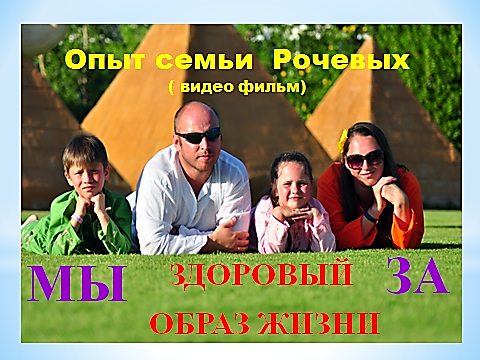 Опыт семьи Рочевых
( видео фильм)
МЫ ЗДОРОВЫЙ ЗА
ОБРАЗ ЖИЗНИ